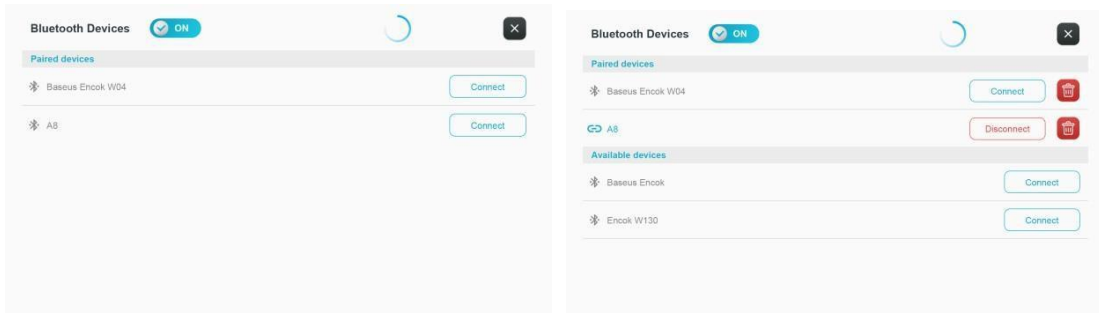 Bluetooth Devices ON
Paired devices
Baseus Encok W04 Connect
A8 Connect
Bluetooth Devices ON
Paired devices
Baseus Encok W04 Connect
A8 Disconnect
Available devices
Baseus Encok Connect
Encok W130 Connect